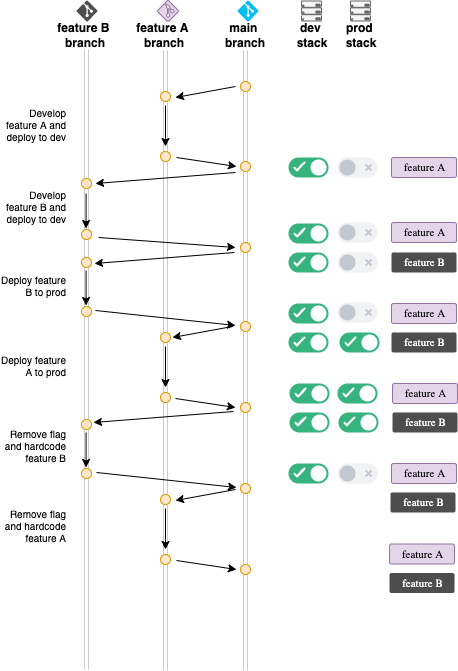 feature B
branch
feature A
branch
main
branch
dev
stack
prod
stack
Develop
feature A and
deploy to dev
feature A
Develop
feature B and
deploy to dev
feature A
feature B
Deploy feature
B to prod
feature A
feature B
Deploy feature
A to prod
feature A
feature B
Remove flag
and hardcode
feature B
feature A
feature B
Remove flag
and hardcode
feature A
feature A
feature B